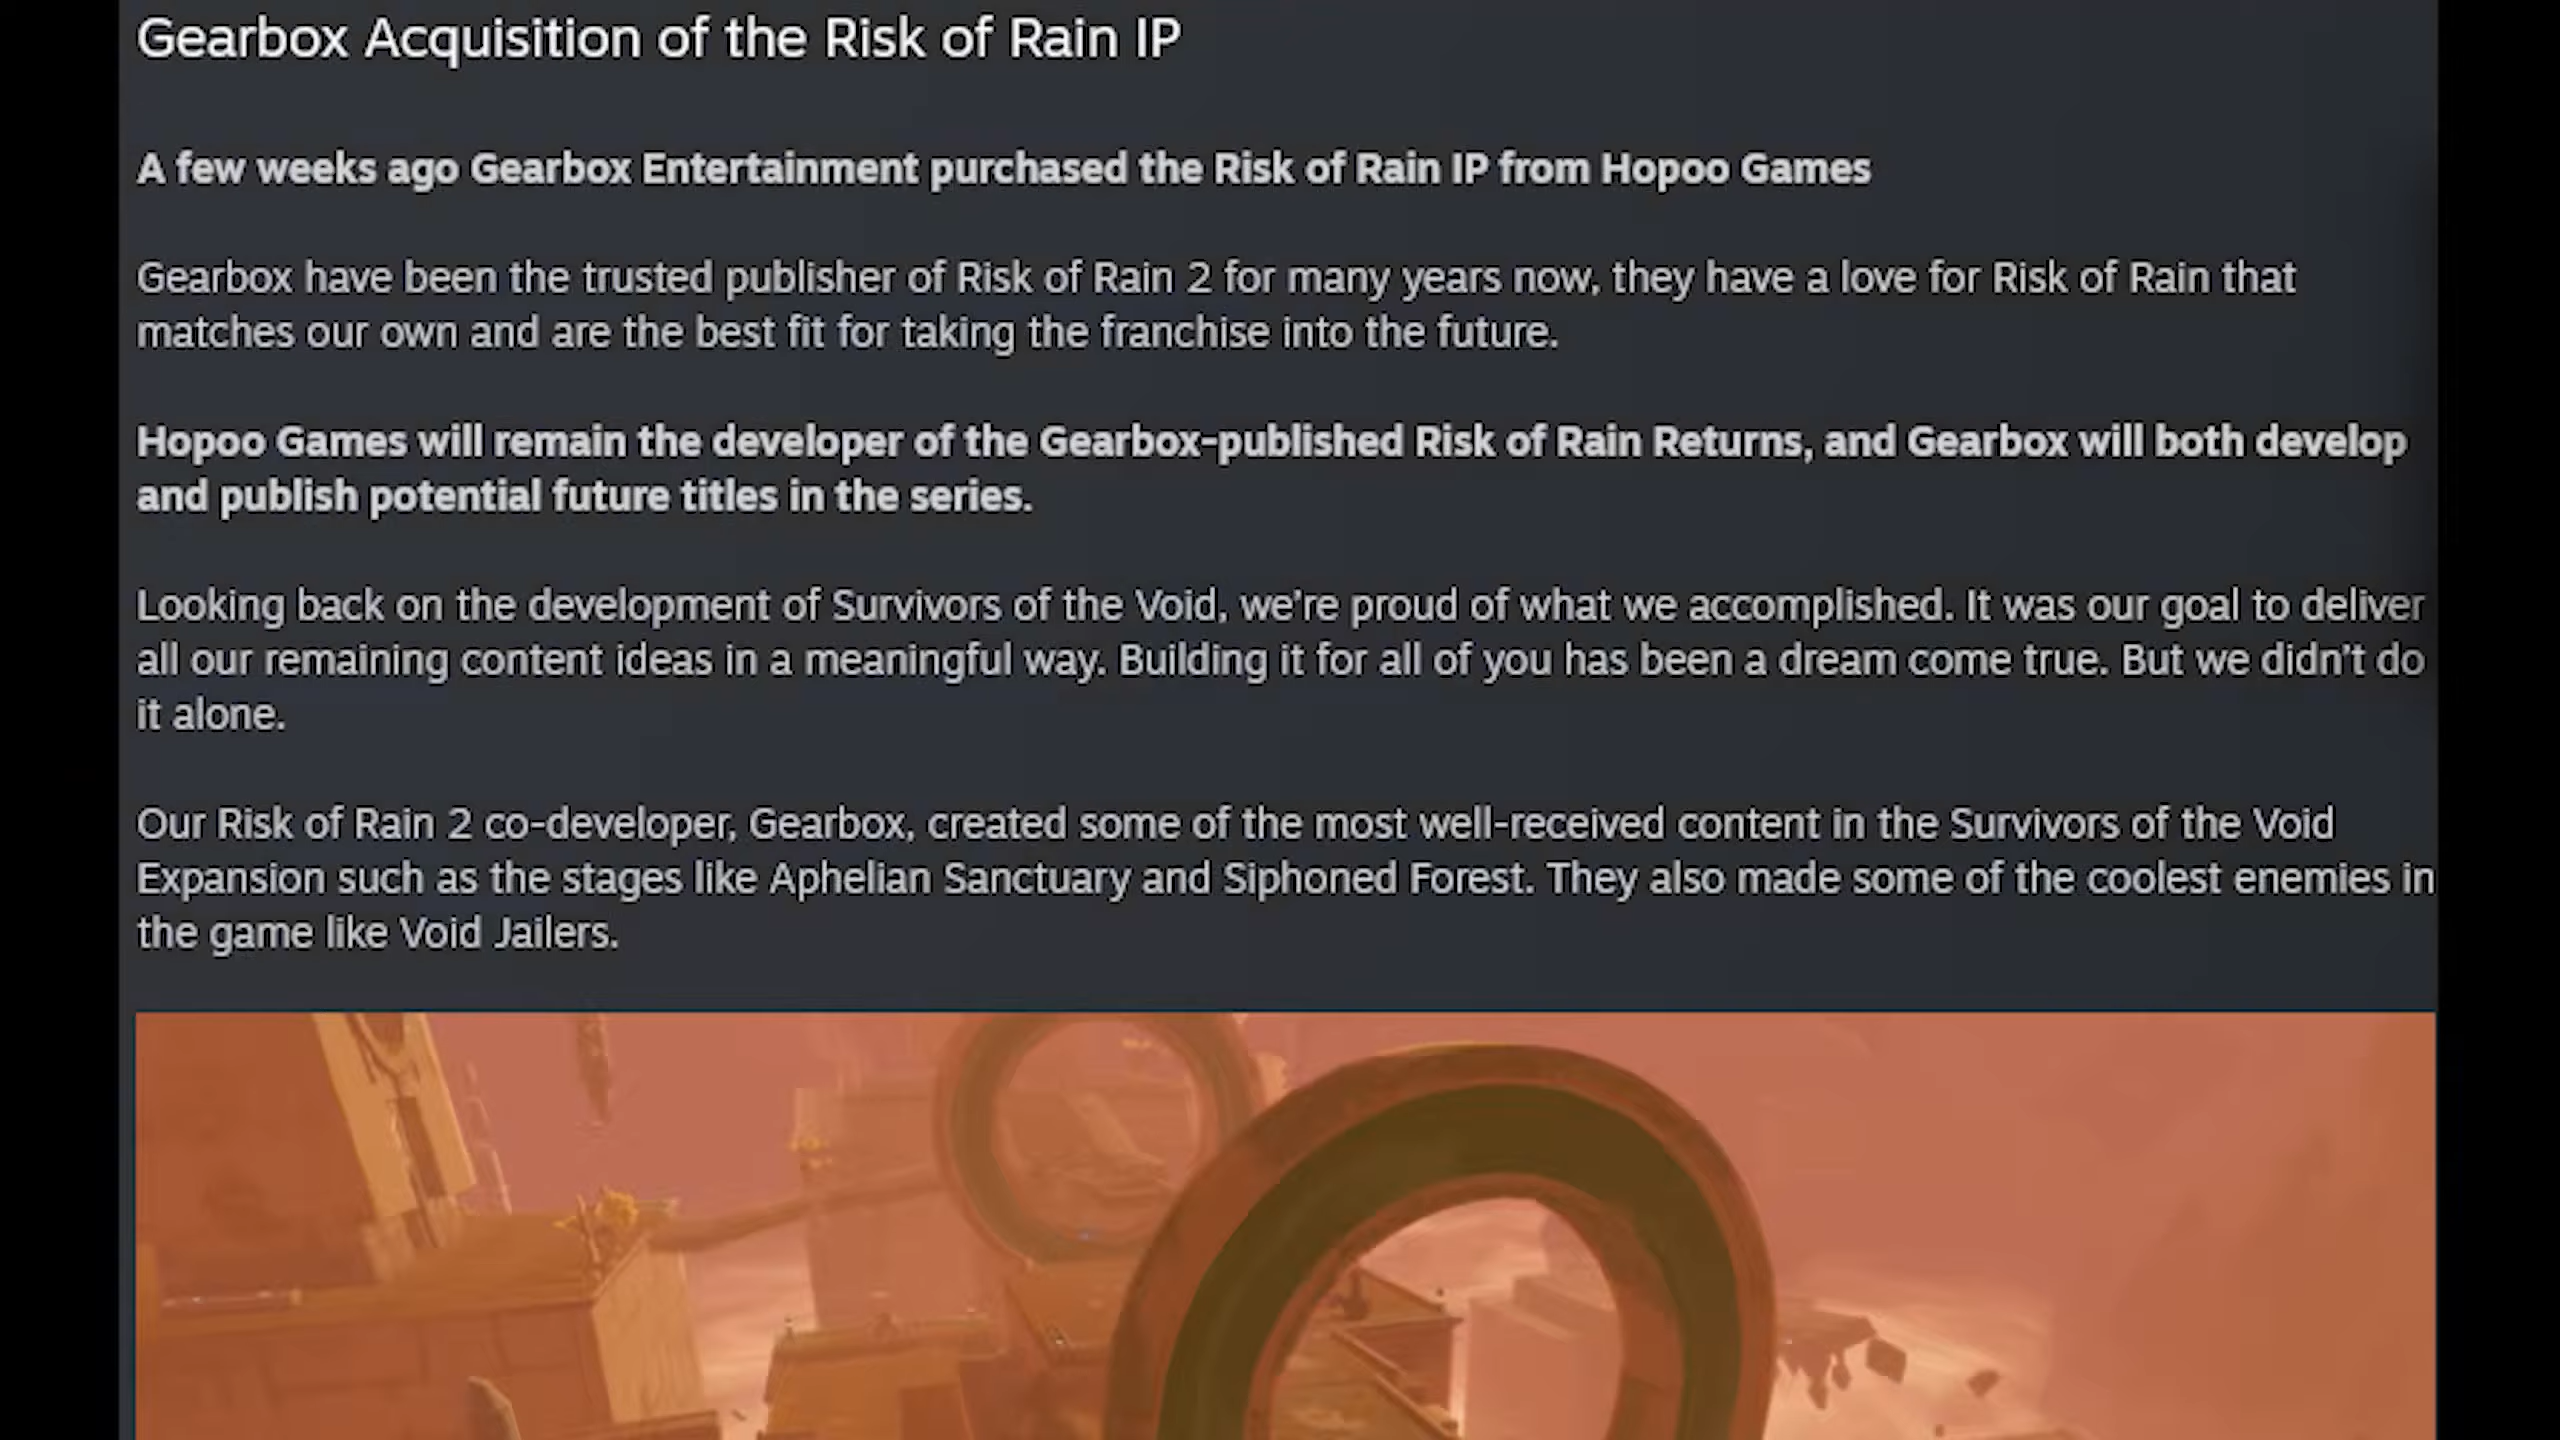 Gearbox Acquisition of the Risk of Rain IP
A few weeks ago Gearbox Entertainment purchased the Risk of Rain IP from Hopoo Games
Gearbox have been the trusted publisher of Risk of Rain 2 for many years now, they have a love for Risk of Rain that
matches our own and are the best fit for taking the franchise into the future.
Hopoo Games will remain the developer of the Gearbox-published Risk of Rain Returns, and Gearbox will both develop
and publish potential future titles in the series.
Looking back on the development of Survivors of the Void, we're proud of what we accomplished. It was our goal to deliver
all our remaining content ideas in a meaningful way. Building it for all of you has been a dream come true. But we didn't do
it alone.
Our Risk of Rain 2 co-developer, Gearbox, created some of the most well-received content in the Survivors of the Void
Expansion such as the stages like Aphelian Sanctuary and Siphoned Forest. They also made some of the coolest enemies in
the game like Void Jailers.